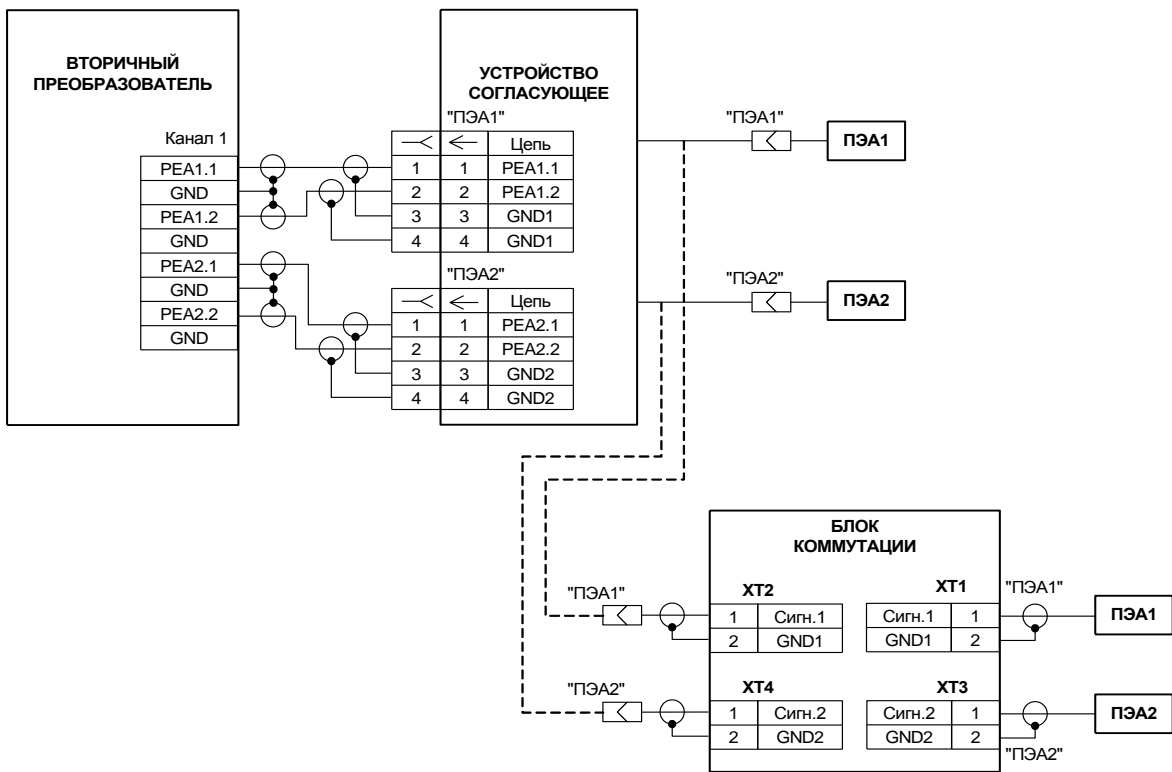 ВТОРИЧНЫЙ
ПРЕОБРАЗОВАТЕЛЬ
Канал 1
PEA1.1
GND
PEA1.2
GND
PEA2.1
GND
PEA2.2
GND
УСТРОЙСТВО
СОГЛАСУЮЩЕЕ
"ПЭА1"
Цепь
1 1 PEA1.1
2 2 PEA1.2
3 3 GND1
4 4 GND1
"ПЭА2"
Цепь
1 1 PEA2.1
2 2 PEA2.2
3 3 GND2
4 4 GND2
"ПЭА1"
ПЭА1
"ПЭА2"
ПЭА2
БЛОК
КОММУТАЦИИ
"ПЭА1"
XT2
1 Сигн.1
2 GND1
XT1
Сигн.1 1
GND1 2
"ПЭА1"
ПЭА1
"ПЭА2"
XT4
1 Сигн.2
2 GND2
XT3
Сигн.2 1
GND2 2
"ПЭА2"
ПЭА2